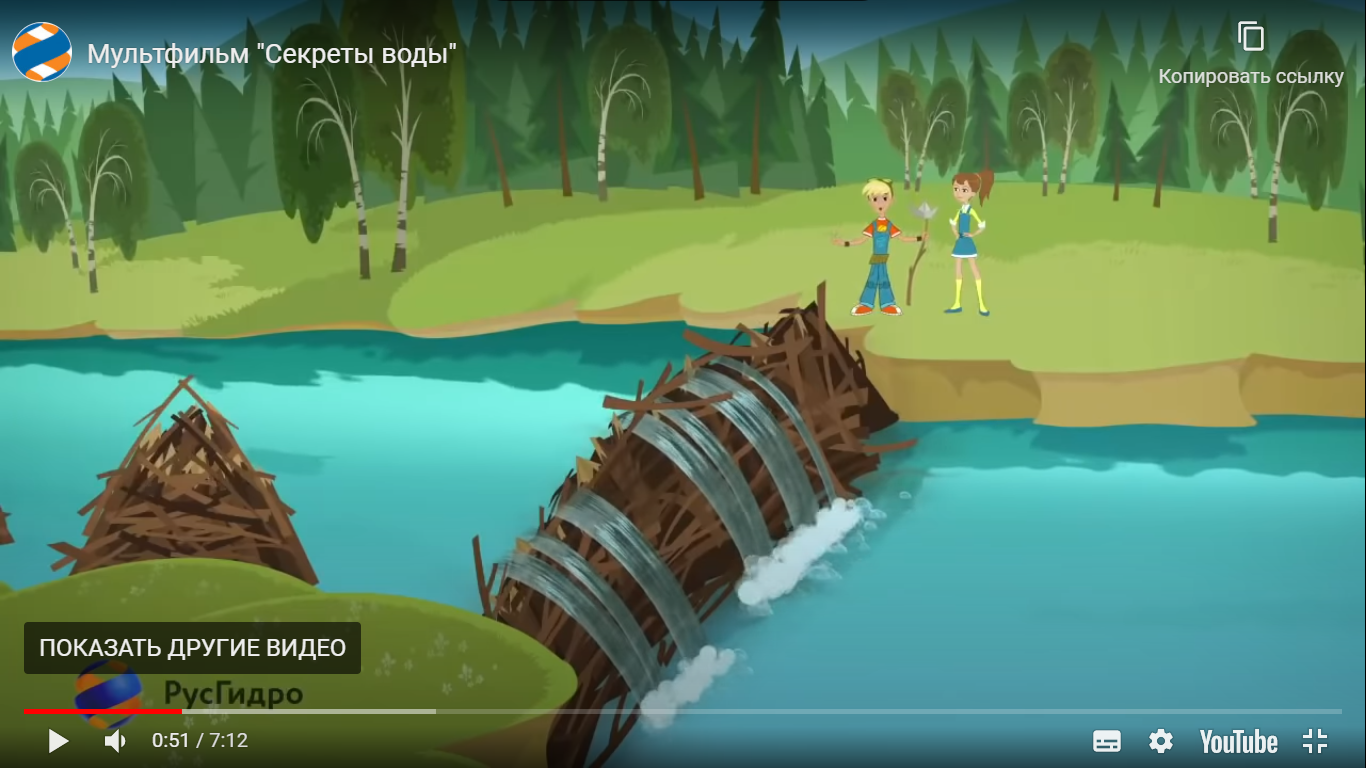 Мультфильм "Секреты воды"
Копировать ссылку
ПОКАЗАТЬ ДРУГИЕ ВИДЕО
РусГидро
0:51 / 7:12
YouTube